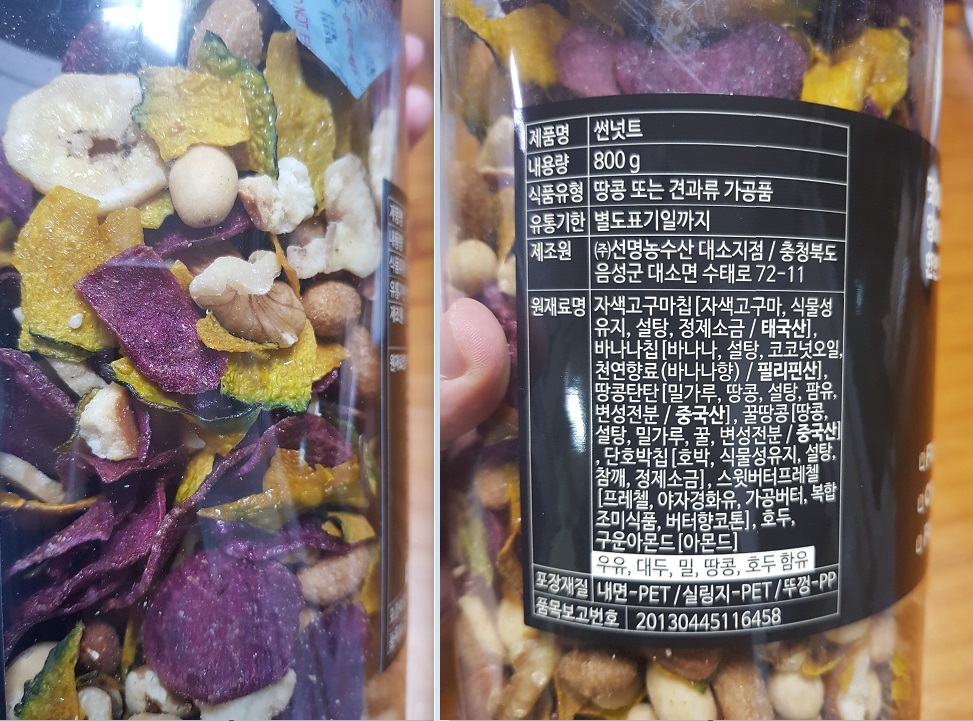 제품명 썬넛트
내용량 800 g
식품유형 땅콩 또는 견과류 가공품
유통기한 별도표기일까지
제조원 ㈜선명농수산 대소지점 / 충청북도
음성군 대소면 수태로 72-11
원재료명 자색고구마칩 [자색고구마, 식물성
유지, 설탕, 정제소금 / 태국산],
바나나칩 [바나나, 설탕, 코코넛오일,
천연향료(바나나향) / 필리핀산],
땅콩탄탄 [밀가루, 땅콩, 설탕, 팜유,
변성전분 / 중국산], 꿀땅콩 [땅콩,
설탕, 밀가루, 꿀, 변성전분 / 중국산]
, 단호박칩 [호박, 식물성유지, 설탕,
참깨, 정제소금], 스윗버터프레첼
[프레첼, 야자경화유, 가공버터, 복합
조미식품, 버터향코튼], 호두,
구운아몬드 [아몬드]
우유, 대두, 밀, 땅콩, 호두 함유
포장재질 내면-PET / 실링지-PET / 뚜껑-PP
품목보고번호 20130445116458